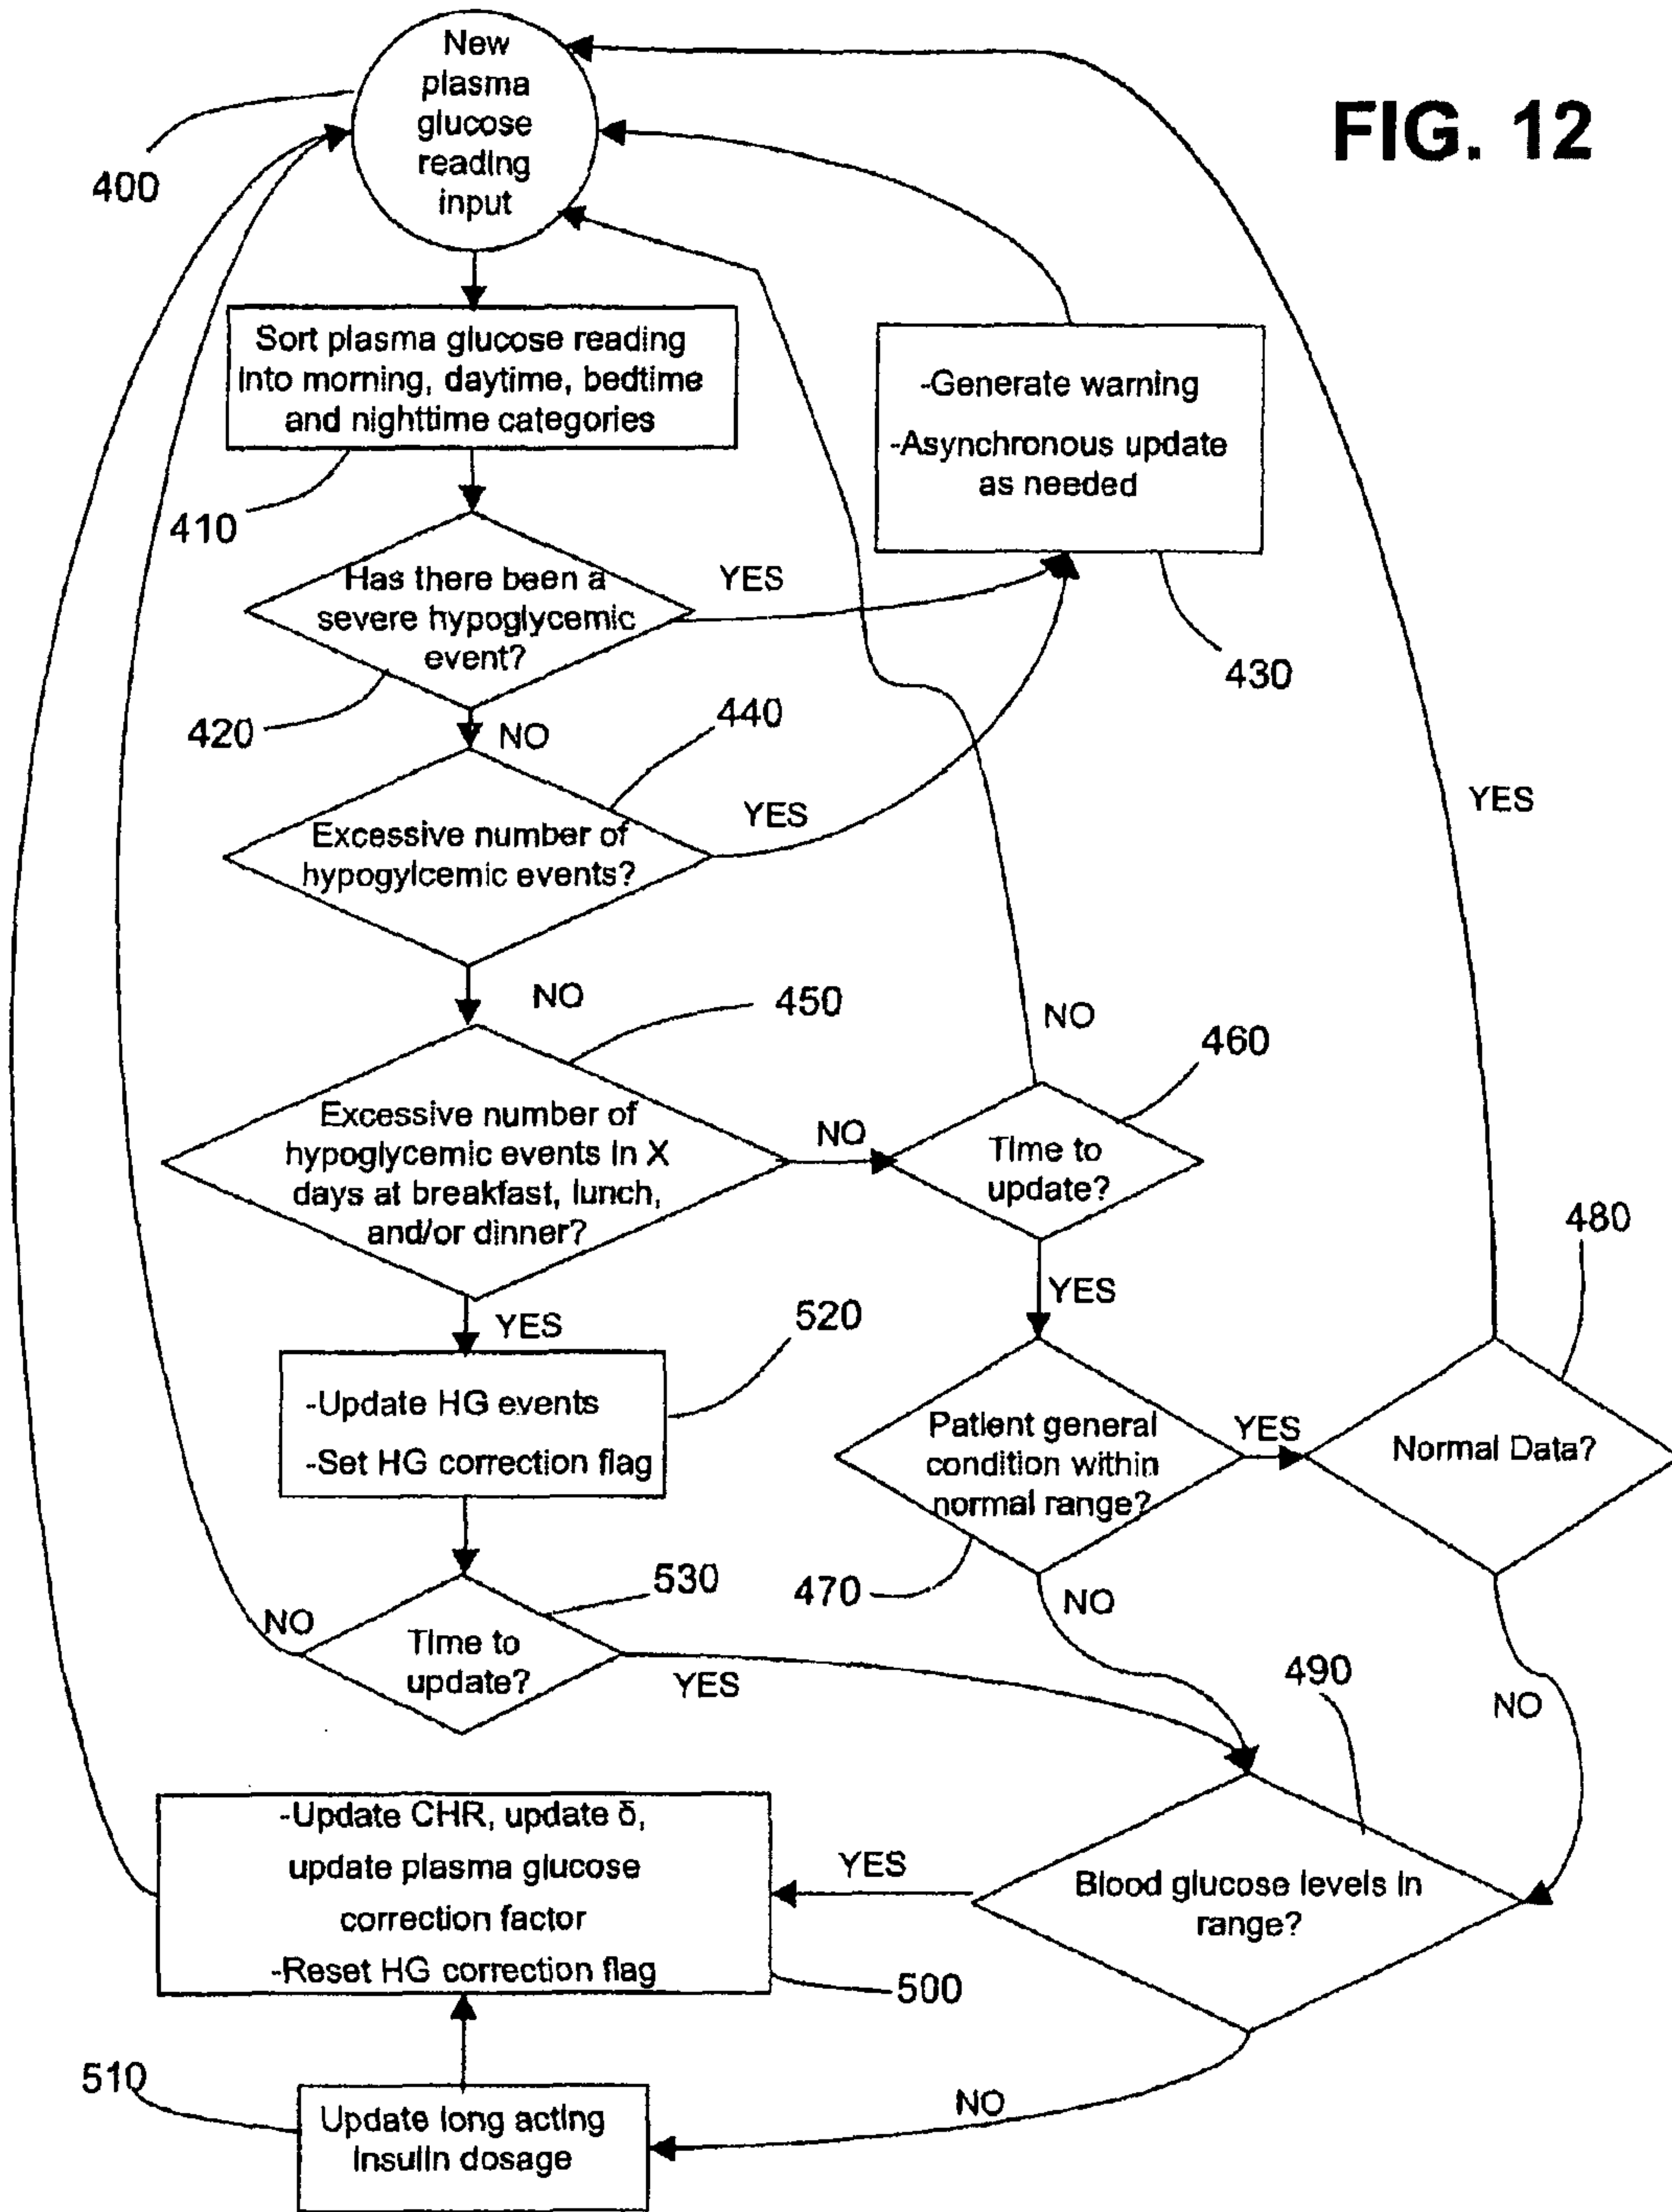 FIG. 12
New
plasma
glucose
reading
input
400
Sort plasma glucose reading
into morning, daytime, bedtime
and nighttime categories
410
-Generate warning
-Asynchronous update
as needed
430
Has there been a
severe hypoglycemic
event?
YES
420
NO
440
Excessive number of
hypogylcemic events?
YES
YES
NO
450
NO
460
Excessive number of
hypoglycemic events in X
days at breakfast, lunch,
and/or dinner?
NO
Time to
update?
480
YES
YES
520
-Update HG events
-Set HG correction flag
Patient general
condition within
normal range?
YES
Normal Data?
470
NO
530
NO
Time to
update?
YES
490
NO
-Update CHR, update δ,
update plasma glucose
correction factor
-Reset HG correction flag
YES
Blood glucose levels in
range?
500
510
Update long acting
insulin dosage
NO